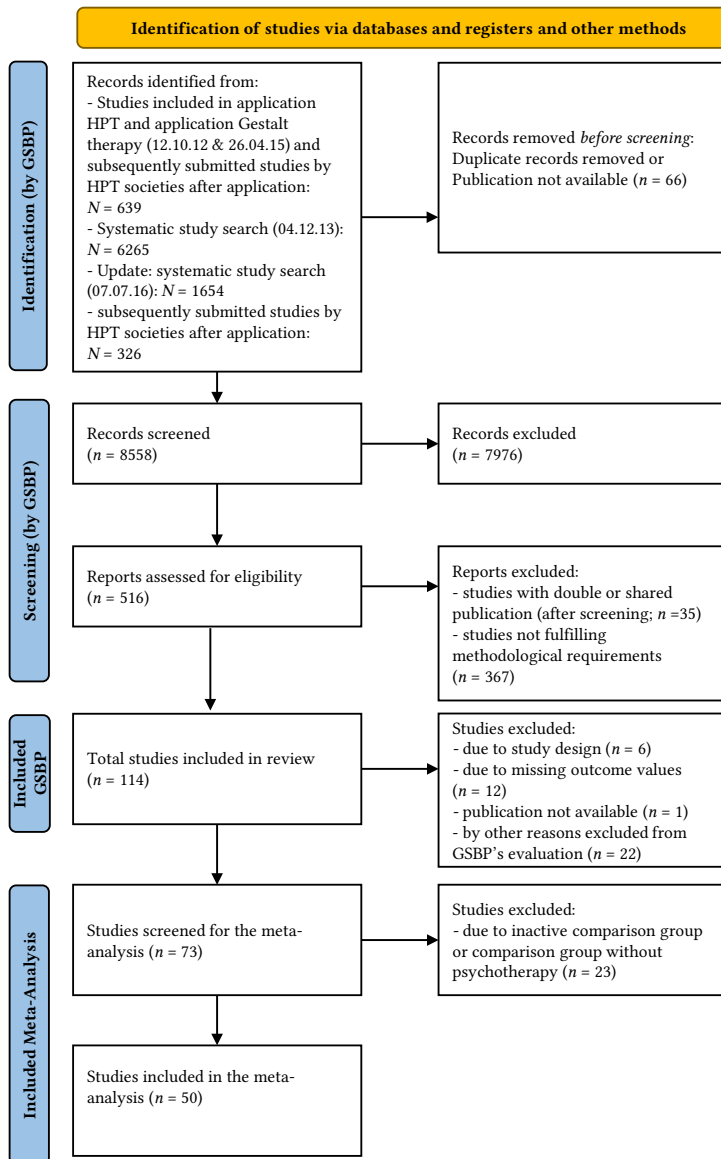 Identification of studies via databases and registers and other methods
Identification (by GSBP)
Records identified from:
- Studies included in application
HPT and application Gestalt
therapy (12.10.12 & 26.04.15) and
subsequently submitted studies by
HPT societies after application:
N = 639
- Systematic study search (04.12.13):
N = 6265
- Update: systematic study search
(07.07.16): N = 1654
- subsequently submitted studies by
HPT societies after application:
N = 326
Records removed before screening:
Duplicate records removed or
Publication not available (n = 66)
Screening (by GSBP)
Records screened
(n = 8558)
Records excluded
(n = 7976)
Reports assessed for eligibility
(n = 516)
Reports excluded:
- studies with double or shared
publication (after screening; n =35)
- studies not fulfilling
methodological requirements
(n = 367)
Included
GSBP
Total studies included in review
(n = 114)
Studies excluded:
- due to study design (n = 6)
- due to missing outcome values
(n = 12)
- publication not available (n = 1)
- by other reasons excluded from
GSBP's evaluation (n = 22)
Included Meta-Analysis
Studies screened for the meta-
analysis (n = 73)
Studies excluded:
- due to inactive comparison group
or comparison group without
psychotherapy (n = 23)
Studies included in the meta-
analysis (n = 50)